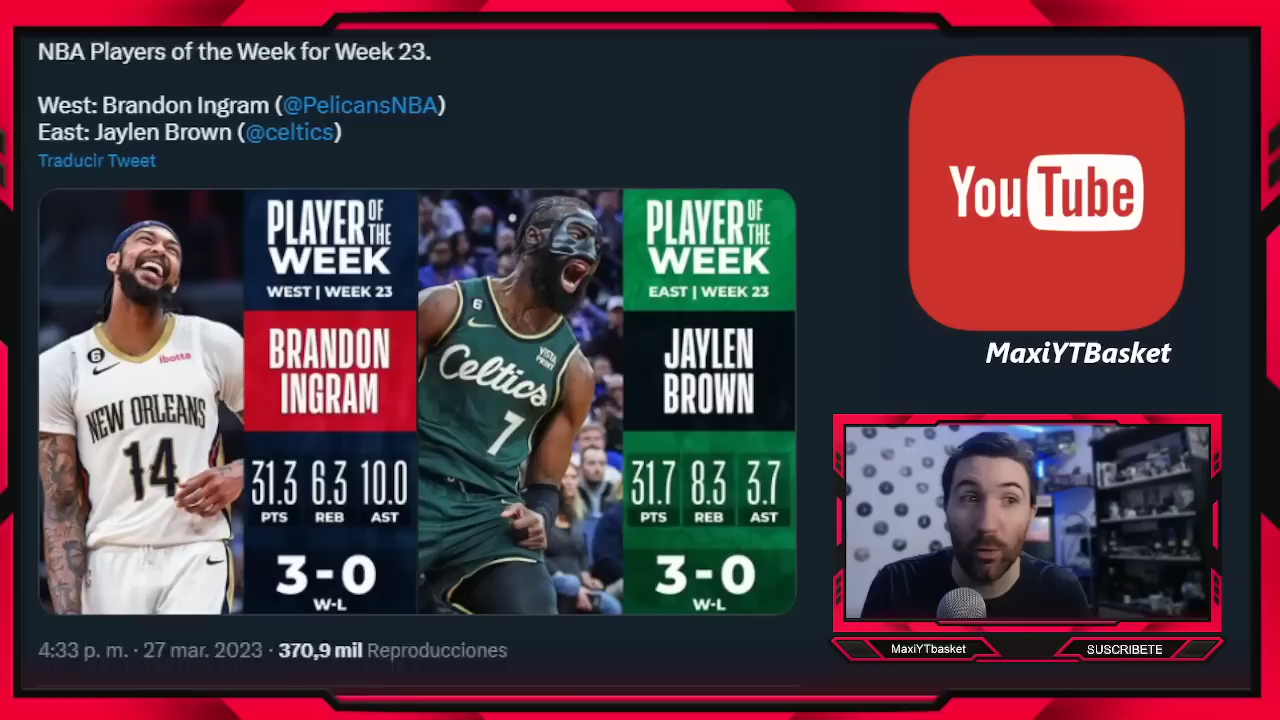 NBA Players of the Week for Week 23.
West: Brandon Ingram (@PelicansNBA)
East: Jaylen Brown (@celtics)
Traducir Tweet
6
ibotta
NEW ORLEANS
14
PLAYER OF THE
WEEK
WEST | WEEK 23
BRANDON
INGRAM
31.3 6.3 10.0
PTS REB AST
3-0
W-L
6
VISTA
PRINT
Celtics
7
PLAYER OF THE
WEEK
EAST | WEEK 23
JAYLEN
BROWN
31.7 8.3 3.7
PTS REB AST
3-0
W-L
4:33 p. m. · 27 mar. 2023 · 370,9 mil Reproducciones
YouTube
MaxiYTBasket
MaxiYTbasket
SUSCRIBETE